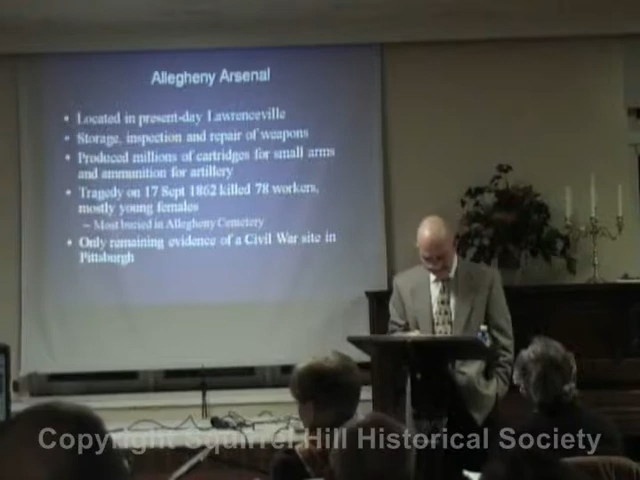 Allegheny Arsenal
• Located in present-day Lawrenceville
• Storage, inspection and repair of weapons
• Produced millions of cartridges for small arms
and ammunition for artillery
• Tragedy on 17 Sept 1862 killed 78 workers,
mostly young females
– Most buried in Allegheny Cemetery
• Only remaining evidence of a Civil War site in
Pittsburgh
Copyright Squirrel Hill Historical Society